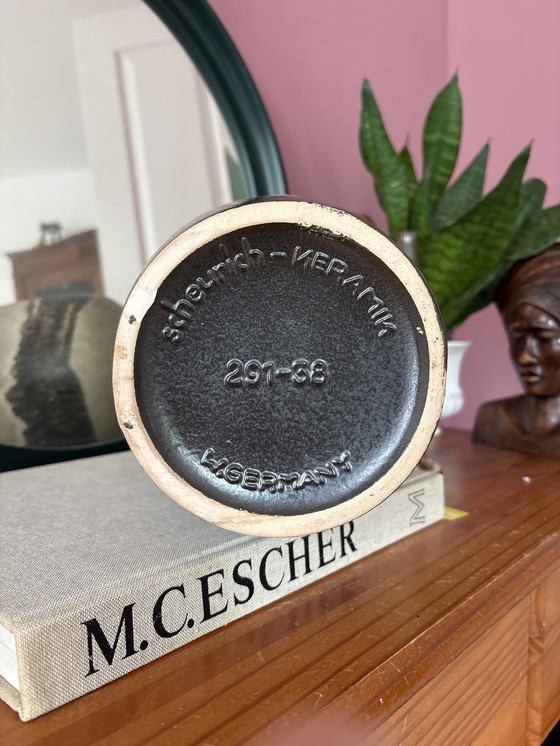 scheurich-KERAMIK
291-38
W.GERMANY
M.C.ESCHER
M